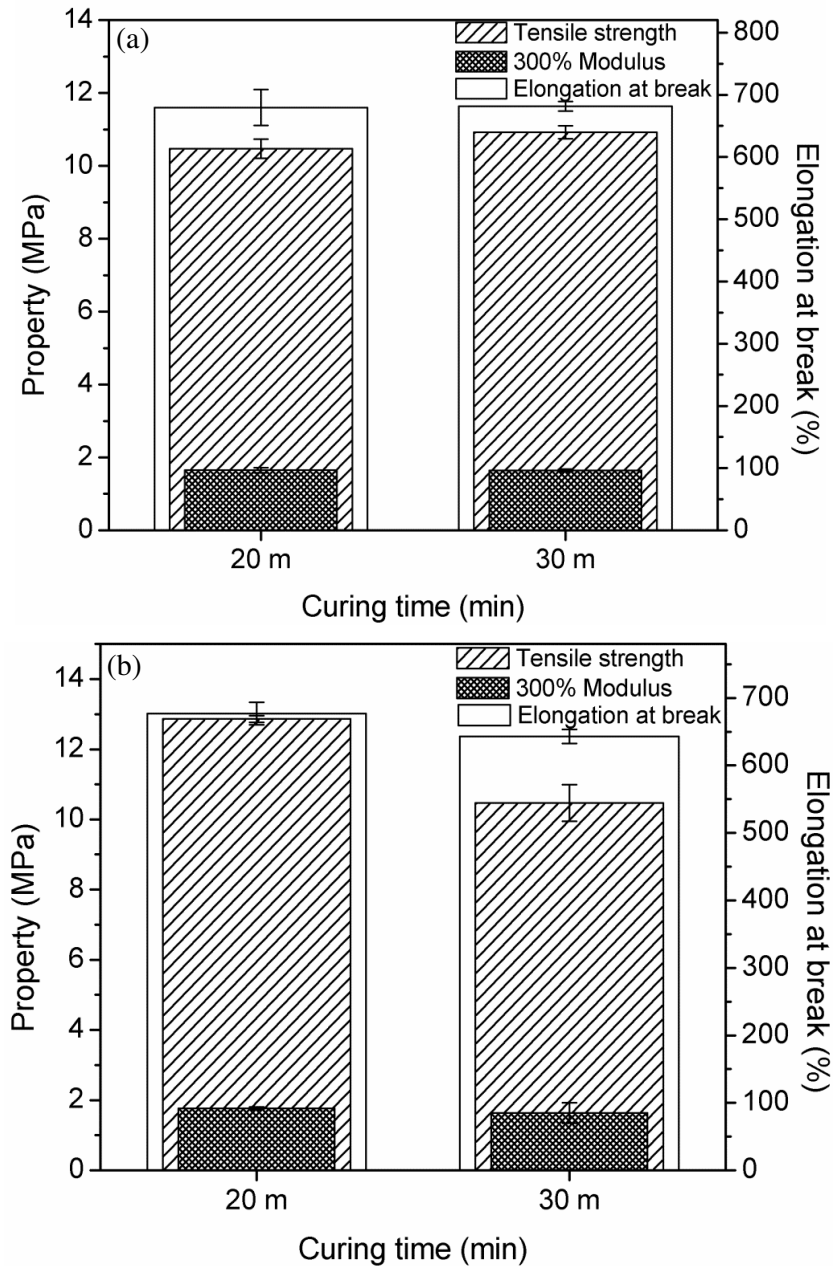 (a)
Tensile strength
300% Modulus
Elongation at break
14
12
10
8
6
4
2
0
Property (MPa)
800
700
600
500
400
300
200
100
0
Elongation at break (%)
20 m
30 m
Curing time (min)
(b)
Tensile strength
300% Modulus
Elongation at break
14
12
10
8
6
4
2
0
Property (MPa)
700
600
500
400
300
200
100
0
Elongation at break (%)
20 m
30 m
Curing time (min)